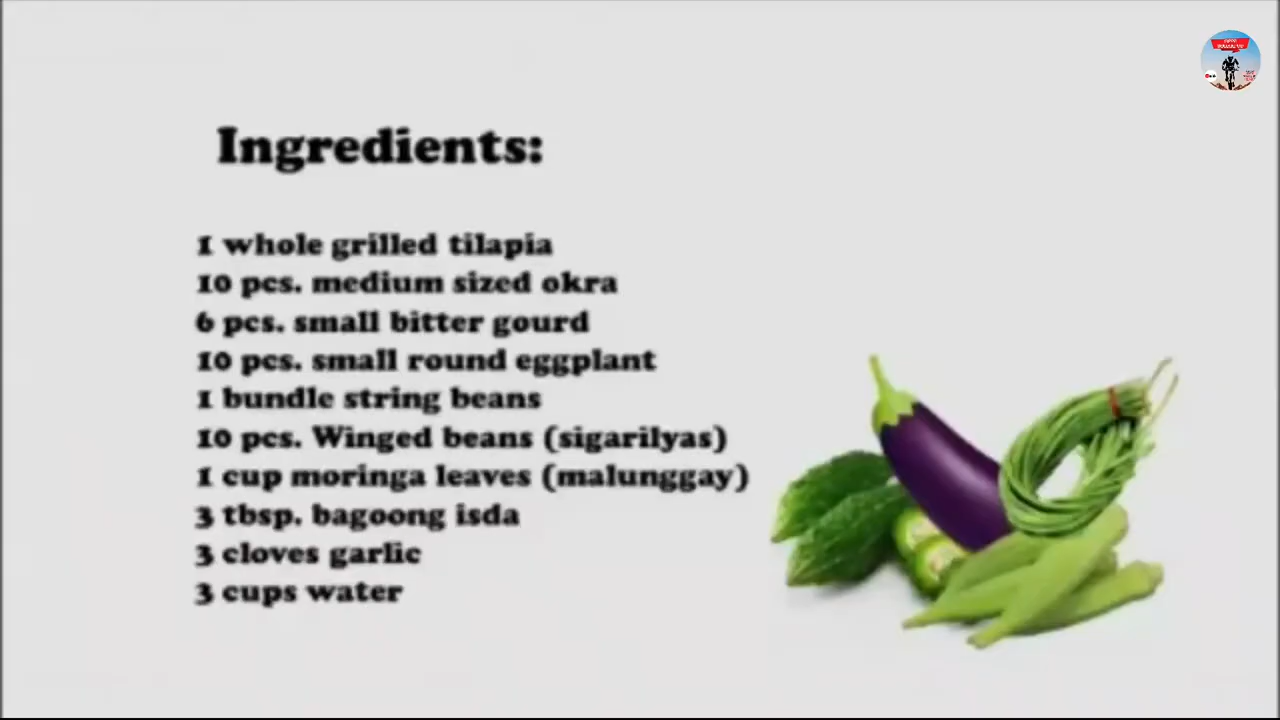 Ingredients:
1 whole grilled tilapia
10 pcs. medium sized okra
6 pcs. small bitter gourd
10 pcs. small round eggplant
1 bundle string beans
10 pcs. Winged beans (sigarilyas)
1 cup moringa leaves (malunggay)
3 tbsp. bagoong isda
3 cloves garlic
3 cups water